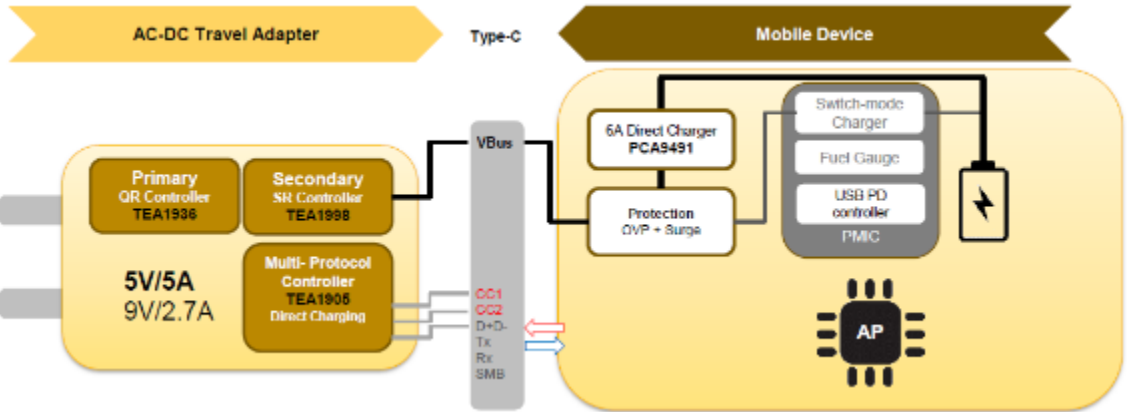 AC-DC Travel Adapter
Type-C
Mobile Device
Primary
QR Controller
TEA1936
Secondary
SR Controller
TEA1998
Multi- Protocol
Controller
TEA1905
Direct Charging
5V/5A
9V/2.7A
VBus
CC1
CC2
D+D-
Tx
Rx
SMB
6A Direct Charger
PCA9491
Protection
OVP + Surge
Switch-mode
Charger
Fuel Gauge
USB PD
controller
PMIC
AP